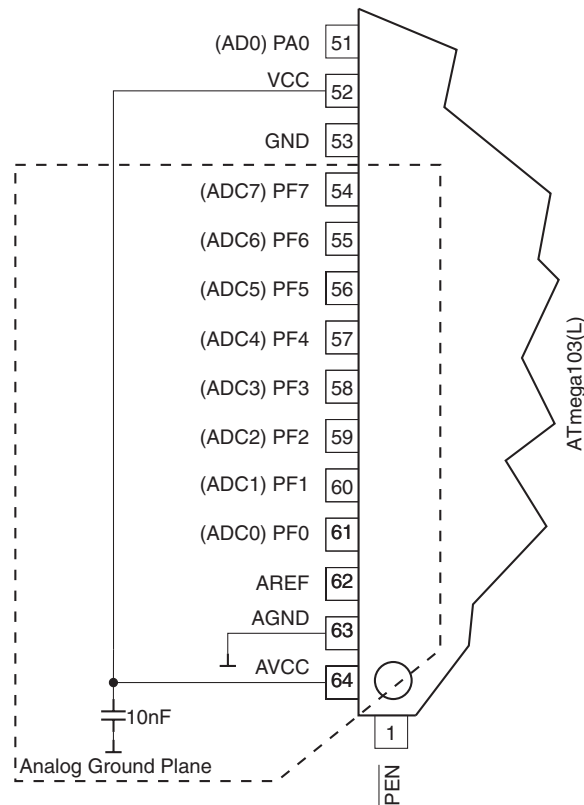 (AD0) PA0 51
VCC 52
GND 53
(ADC7) PF7 54
(ADC6) PF6 55
(ADC5) PF5 56
(ADC4) PF4 57
(ADC3) PF3 58
(ADC2) PF2 59
(ADC1) PF1 60
(ADC0) PF0 61
AREF 62
AGND 63
AVCC 64
10nF
1
Analog Ground Plane
PEN
ATmega103(L)